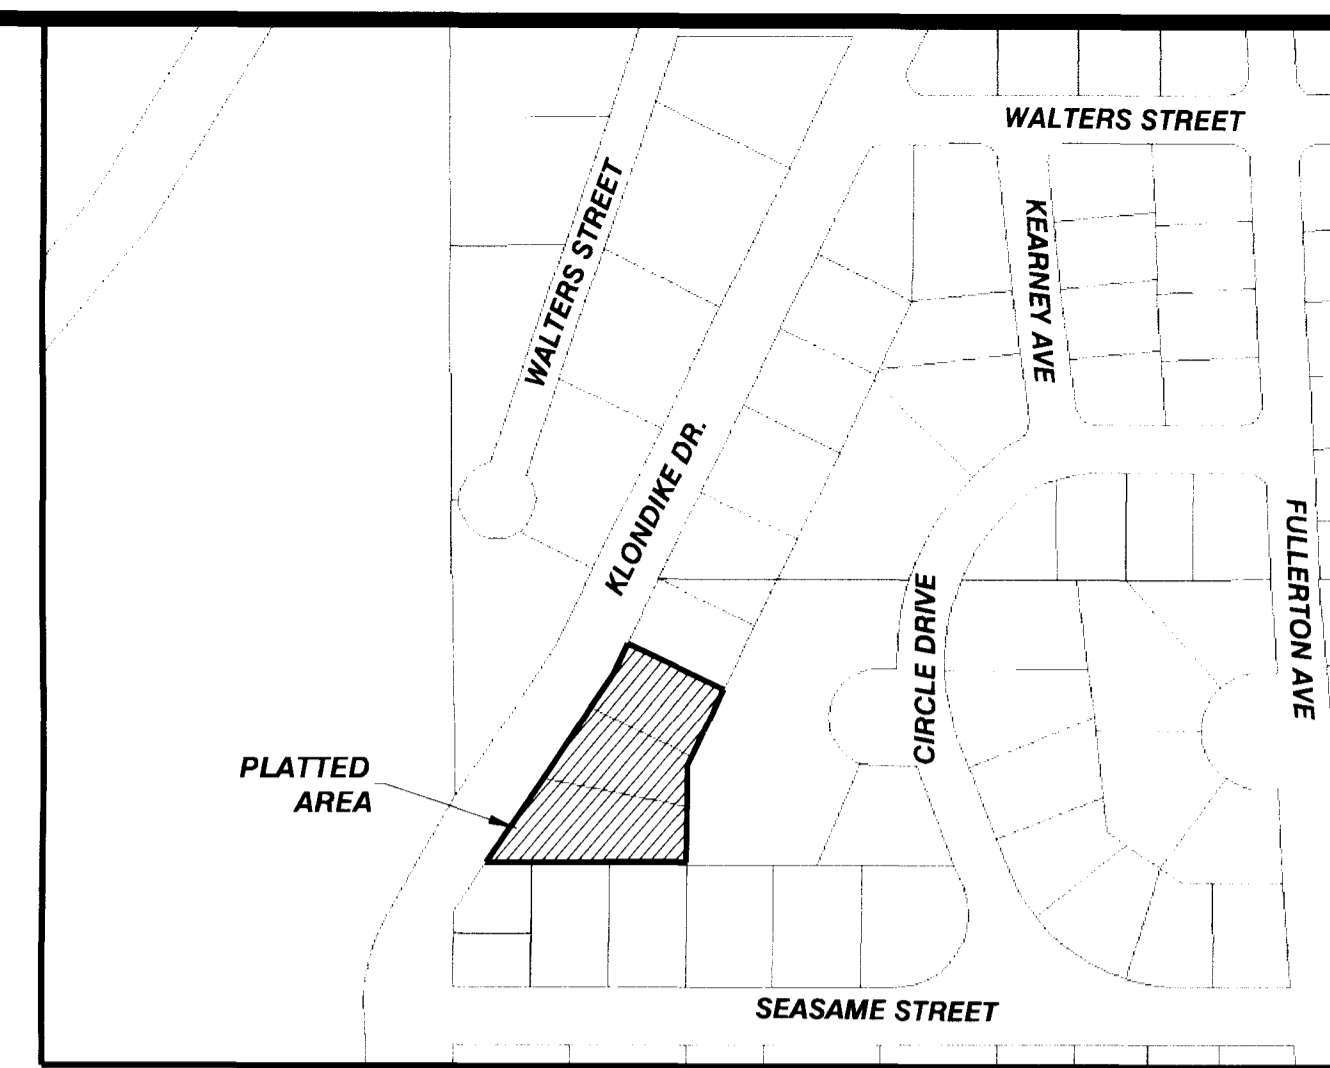 WALTERS STREET
WALTERS STREET
KEARNEY AVE
KLONDIKE DR.
FULLERTON AVE
CIRCLE DRIVE
PLATTED
AREA
SEASAME STREET